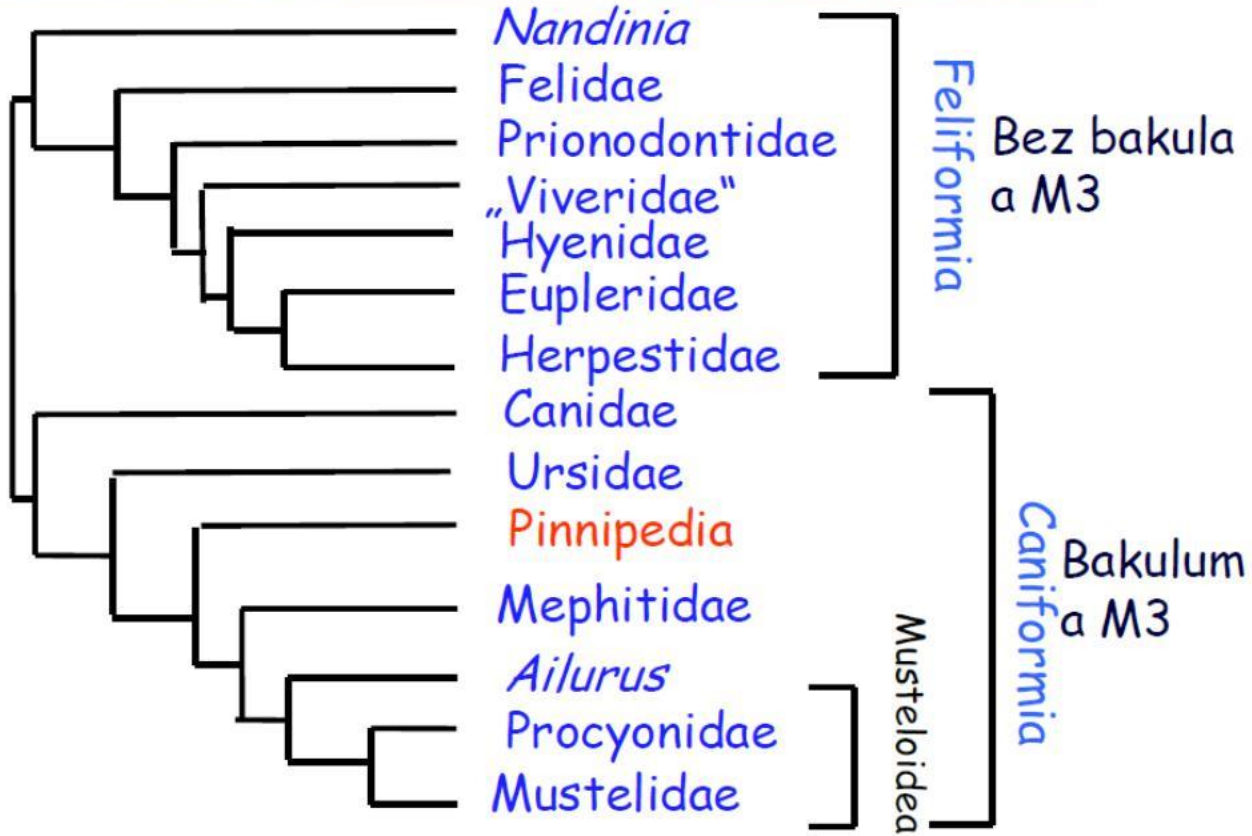 Nandinia
Felidae
Prionodontidae
„Viveridae“
Hyenidae
Eupleridae
Herpestidae
Feliformia
Bez bakula
a M3
Canidae
Ursidae
Pinnipedia
Mephitidae
Ailurus
Procyonidae
Mustelidae
Musteloidea
Caniformia
Bakulum
a M3